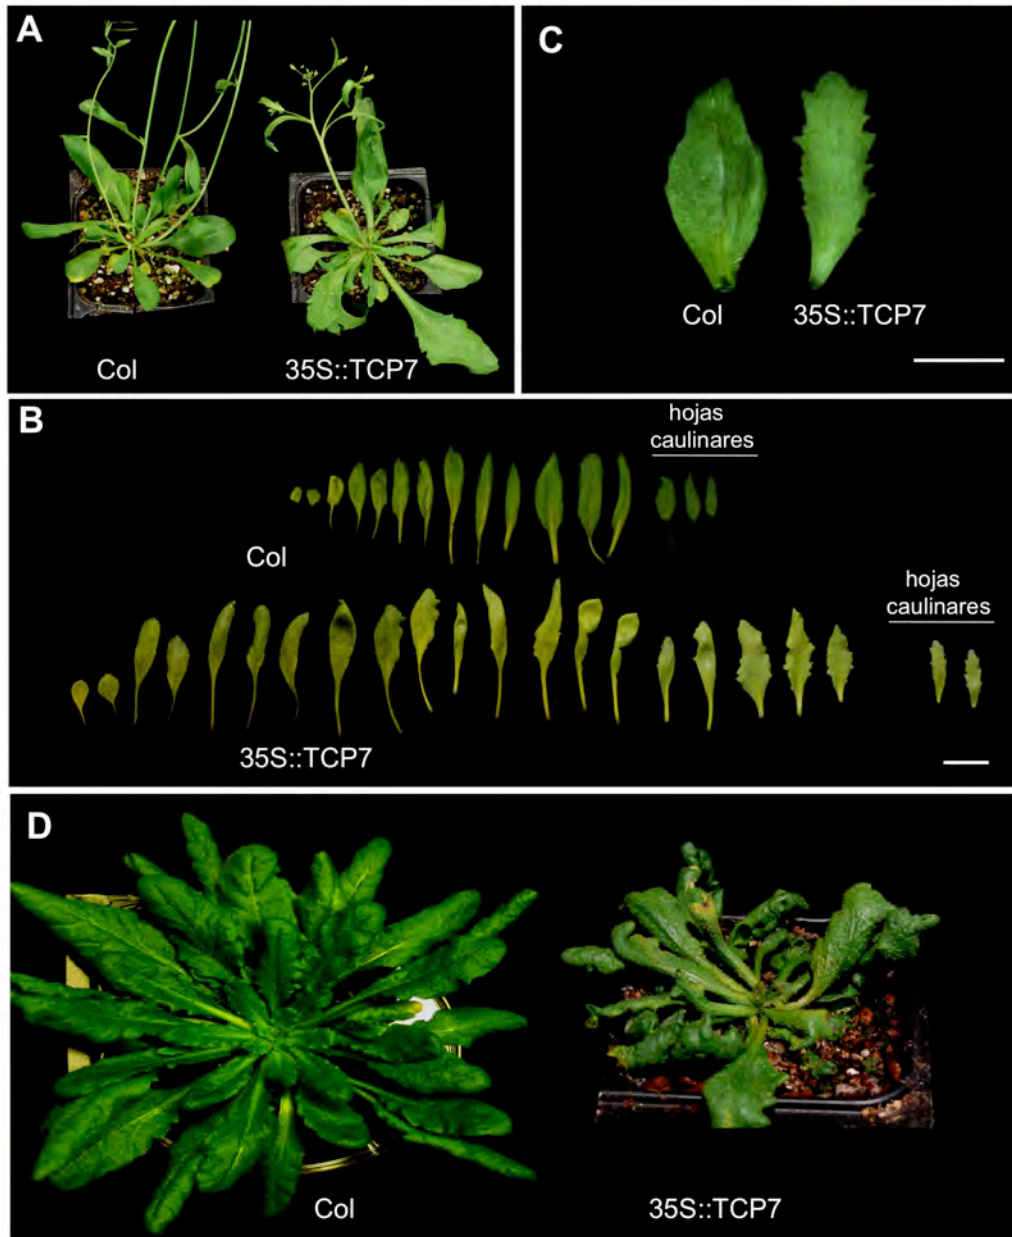 A
Col
35S::TCP7
C
Col
35S::TCP7
B
hojas
caulinares
Col
hojas
caulinares
35S::TCP7
D
Col
35S::TCP7